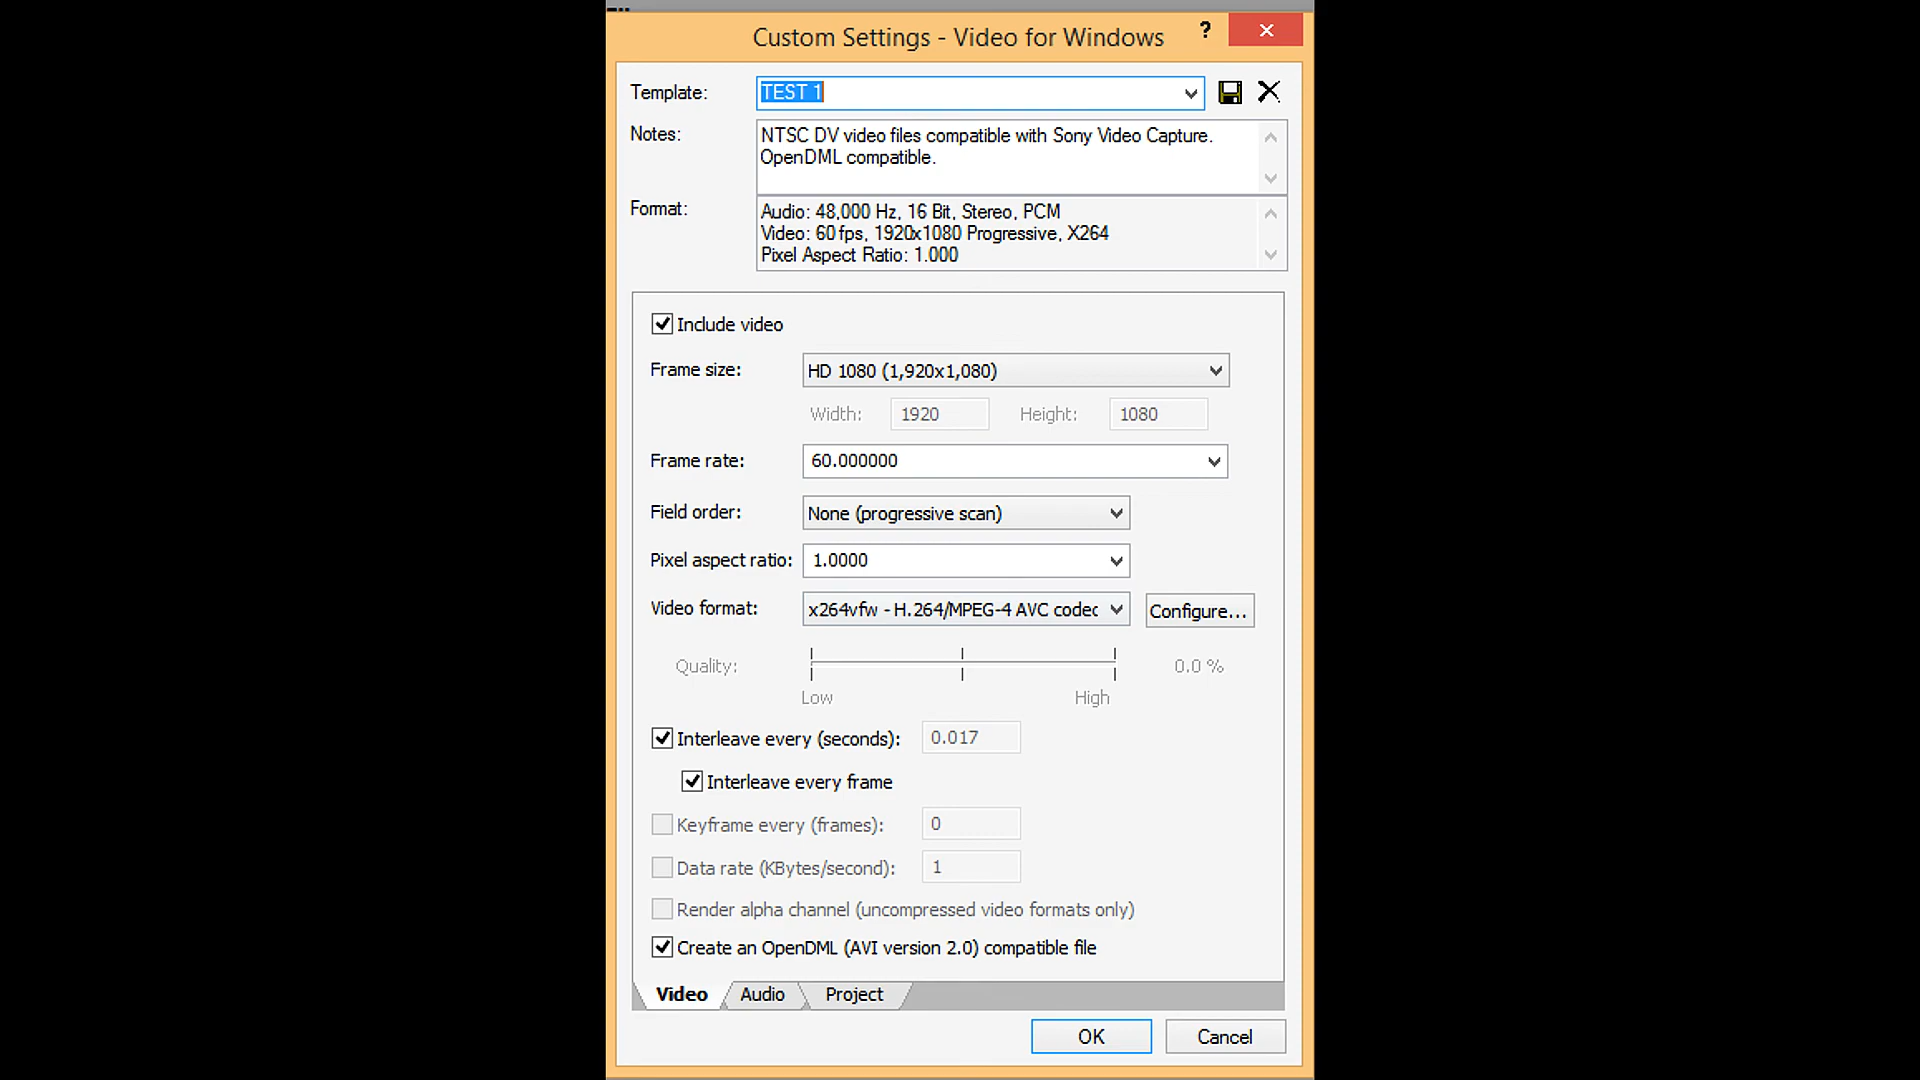 Custom Settings - Video for Windows
?
Template:
TEST 1
Notes:
NTSC DV video files compatible with Sony Video Capture.
OpenDML compatible.
Format:
Audio: 48,000 Hz, 16 Bit, Stereo, PCM
Video: 60 fps, 1920x1080 Progressive, X264
Pixel Aspect Ratio: 1.000
Include video
Frame size: HD 1080 (1,920x1,080)
Width: 1920 Height: 1080
Frame rate: 60.000000
Field order: None (progressive scan)
Pixel aspect ratio: 1.0000
Video format: x264vfw - H.264/MPEG-4 AVC codec Configure...
Quality: 0.0 %
Low High
Interleave every (seconds): 0.017
Interleave every frame
Keyframe every (frames): 0
Data rate (KBytes/second): 1
Render alpha channel (uncompressed video formats only)
Create an OpenDML (AVI version 2.0) compatible file
Video Audio Project
OK Cancel